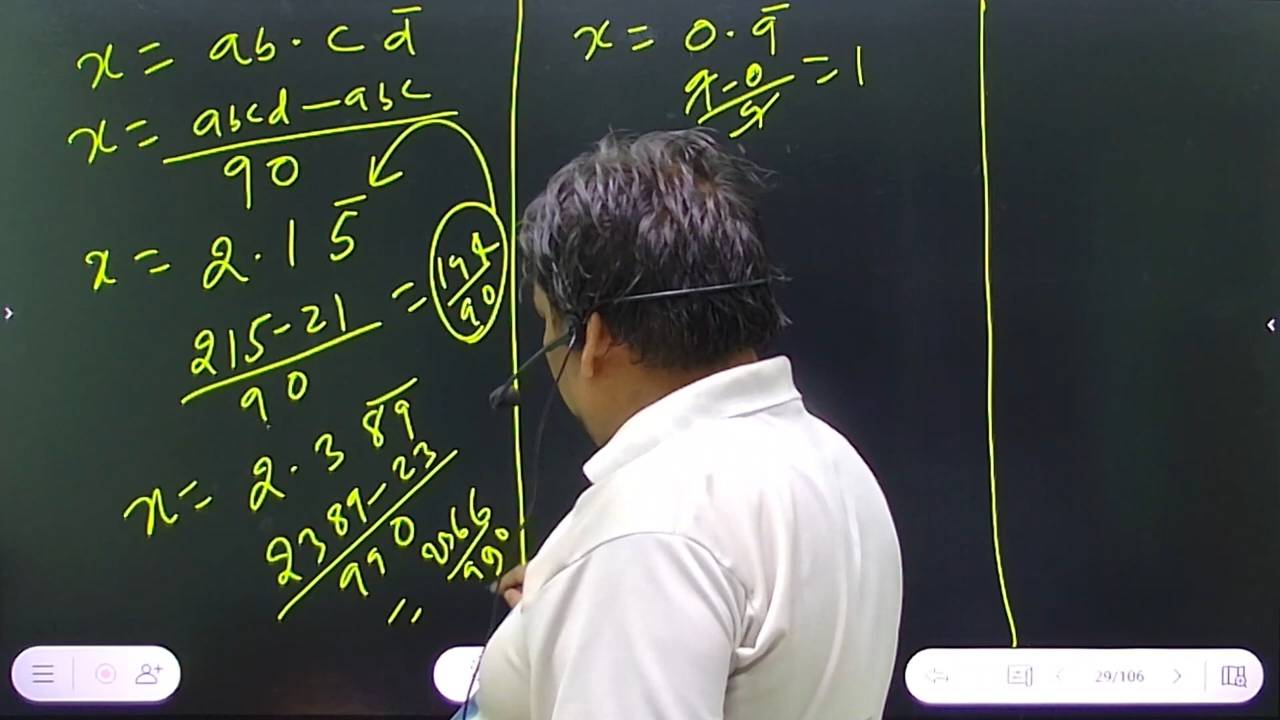 x = ab.cd̅
x = abcd - abc / 90
x = 2.15̅
215 - 21 / 90 = 194 / 90
x = 2.38̅9̅
2389 - 23 / 990
2366 / 990
x = 0.9̅
9 - 0 / 9 = 1
29/106